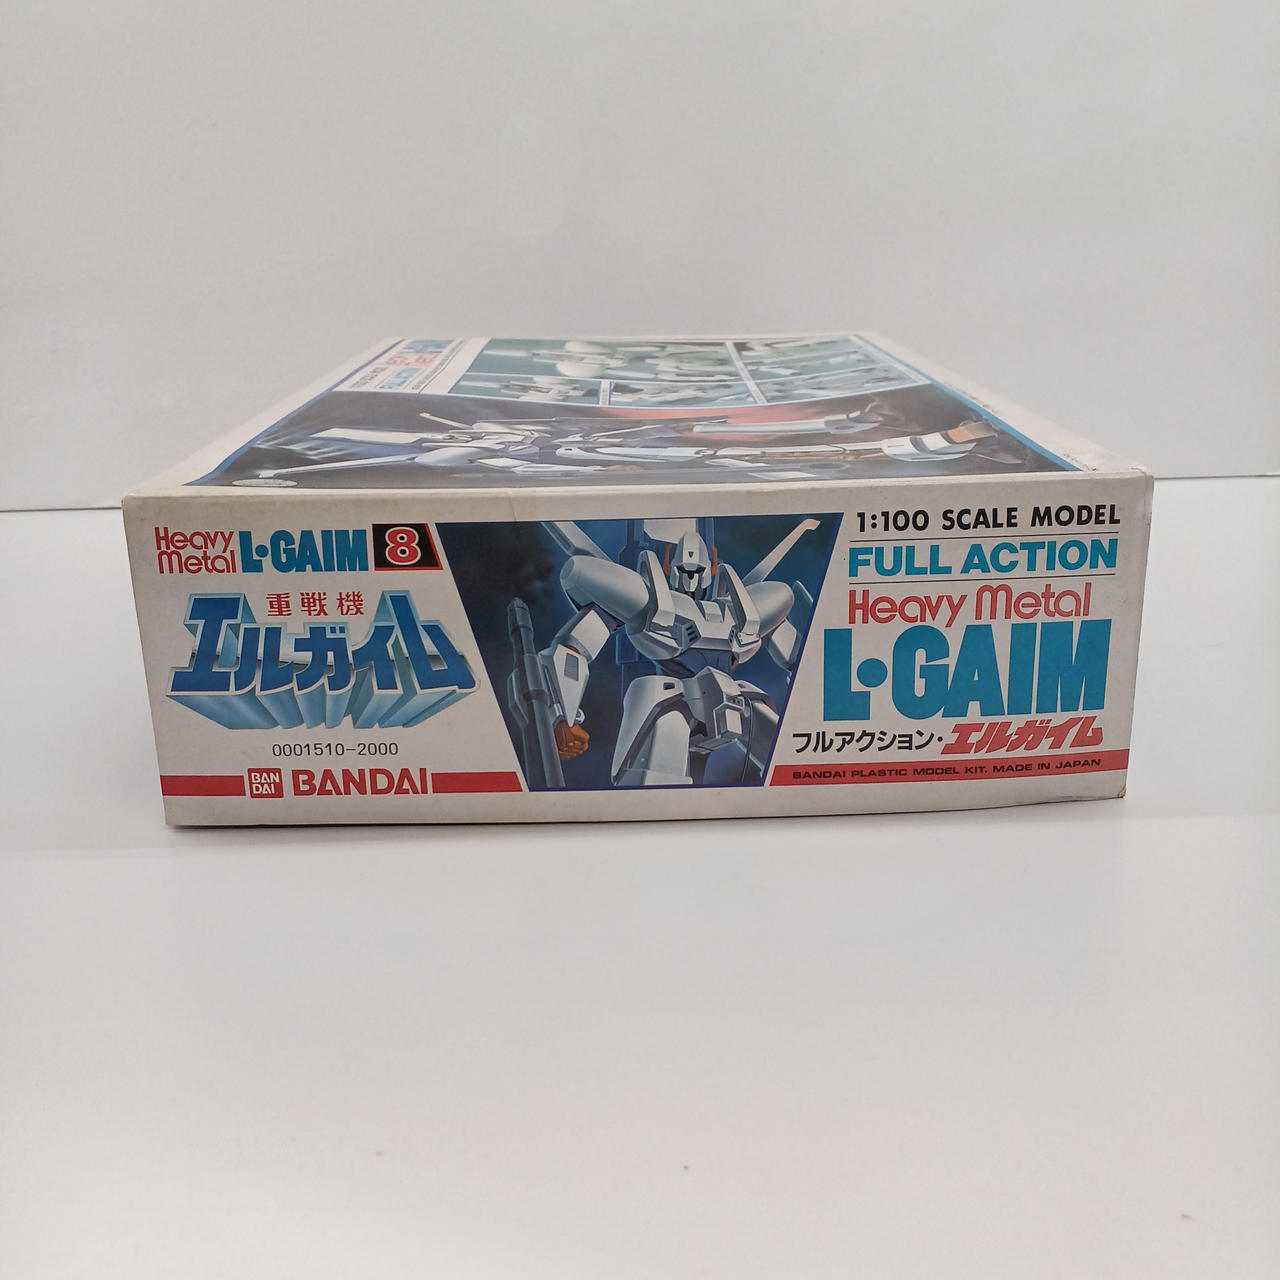 Heavy Metal L·GAIM 8
重戦機
エルガイム
0001510-2000
BAN DAI BANDAI
1:100 SCALE MODEL
FULL ACTION
Heavy Metal
L·GAIM
フルアクション・エルガイム
BANDAI PLASTIC MODEL KIT. MADE IN JAPAN